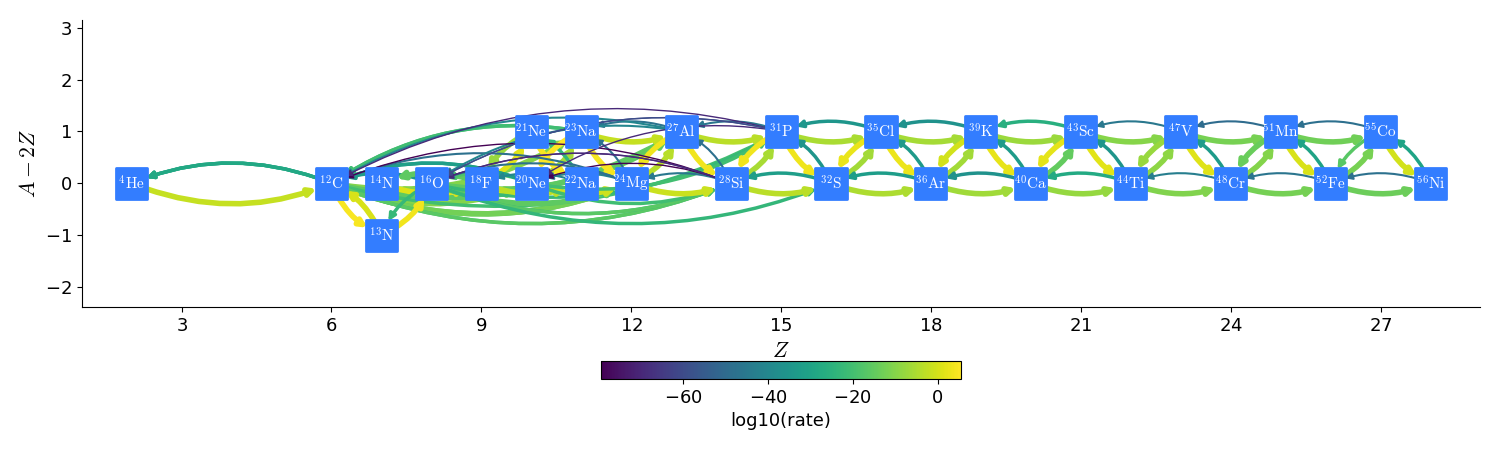 3
2
1
0
−1
−2
A − 2Z
²¹Ne ²³Na ²⁷Al ³¹P ³⁵Cl ³⁹K ⁴³Sc ⁴⁷V ⁵¹Mn ⁵⁵Co
⁴He ¹²C ¹⁴N ¹⁶O ¹⁸F ²⁰Ne ²²Na ²⁴Mg ²⁸Si ³²S ³⁶Ar ⁴⁰Ca ⁴⁴Ti ⁴⁸Cr ⁵²Fe ⁵⁶Ni
¹³N
3 6 9 12 15 18 21 24 27
Z
−60 −40 −20 0
log10(rate)